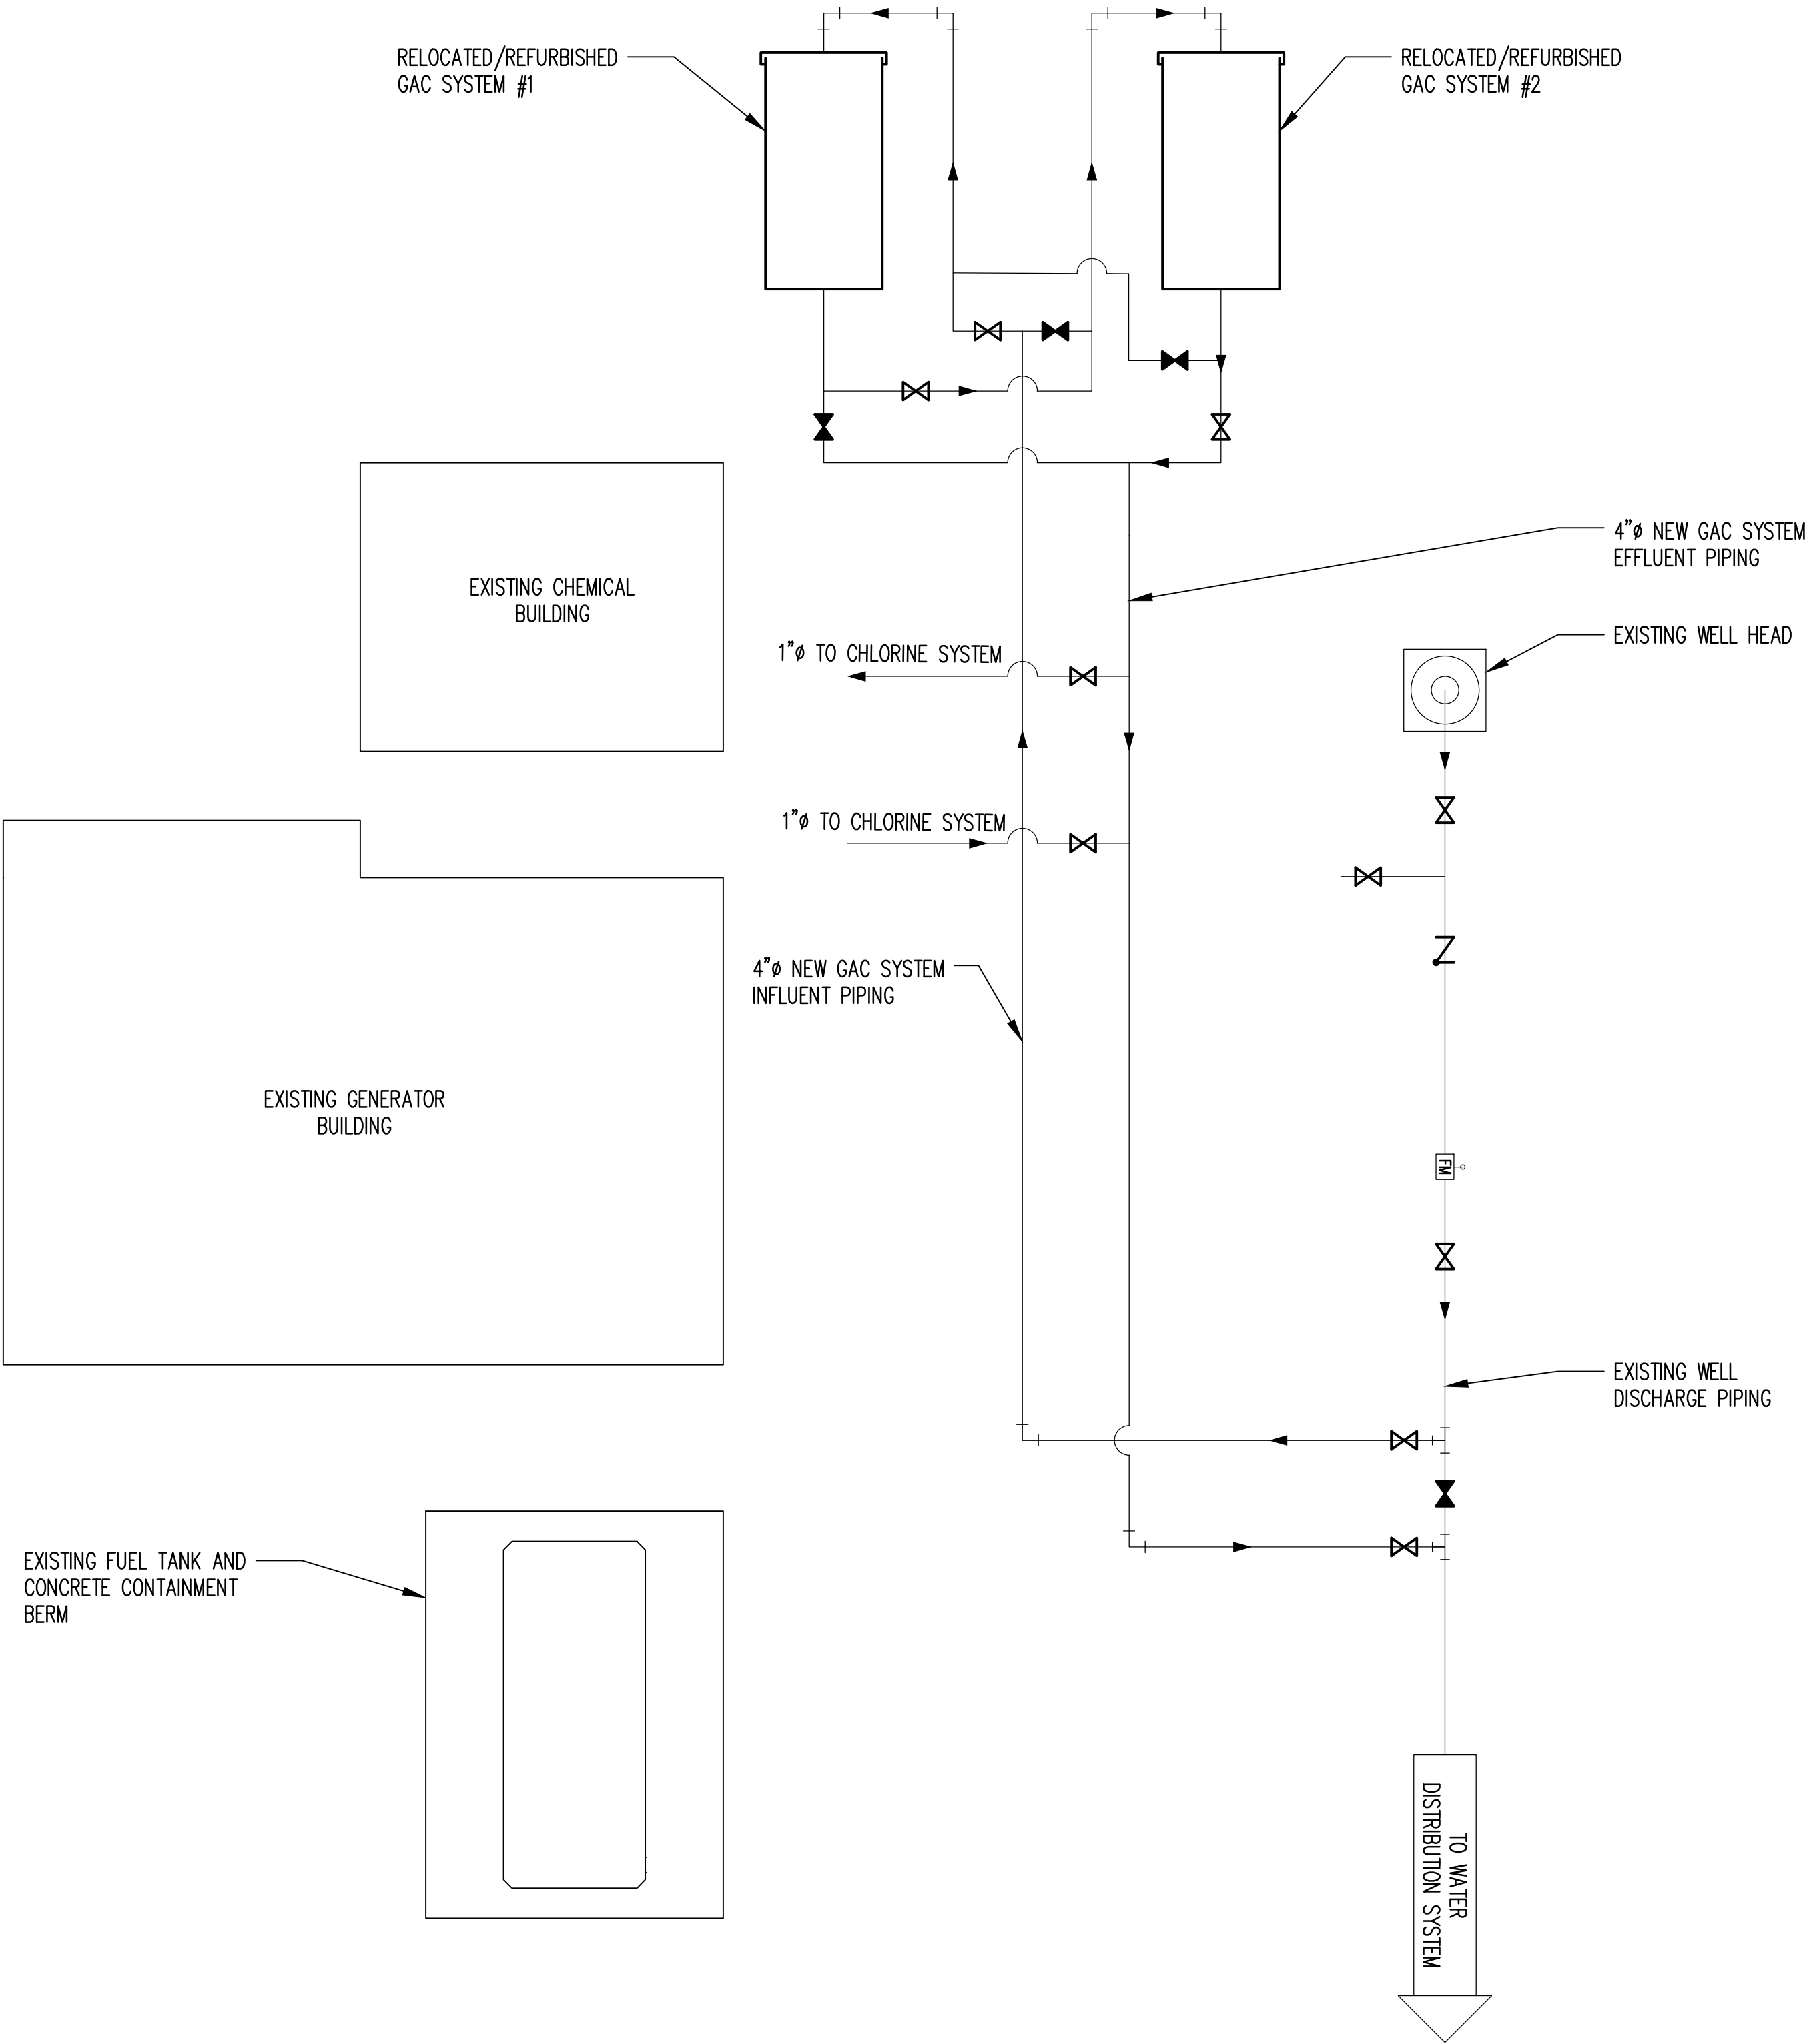 RELOCATED/REFURBISHED
GAC SYSTEM #1
RELOCATED/REFURBISHED
GAC SYSTEM #2
4"ø NEW GAC SYSTEM
EFFLUENT PIPING
EXISTING CHEMICAL
BUILDING
EXISTING WELL HEAD
1"ø TO CHLORINE SYSTEM
1"ø TO CHLORINE SYSTEM
4"ø NEW GAC SYSTEM
INFLUENT PIPING
EXISTING GENERATOR
BUILDING
FM
EXISTING WELL
DISCHARGE PIPING
EXISTING FUEL TANK AND
CONCRETE CONTAINMENT
BERM
TO WATER
DISTRIBUTION SYSTEM